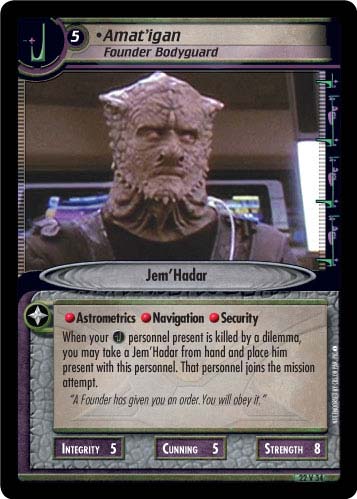 5
•Amat'igan
Founder Bodyguard
Jem'Hadar
Astrometrics Navigation Security
When your personnel present is killed by a dilemma,
you may take a Jem'Hadar from hand and place him
present with this personnel. That personnel joins the mission
attempt.
"A Founder has given you an order. You will obey it."
INTEGRITY 5 CUNNING 5 STRENGTH 8
22 V 34